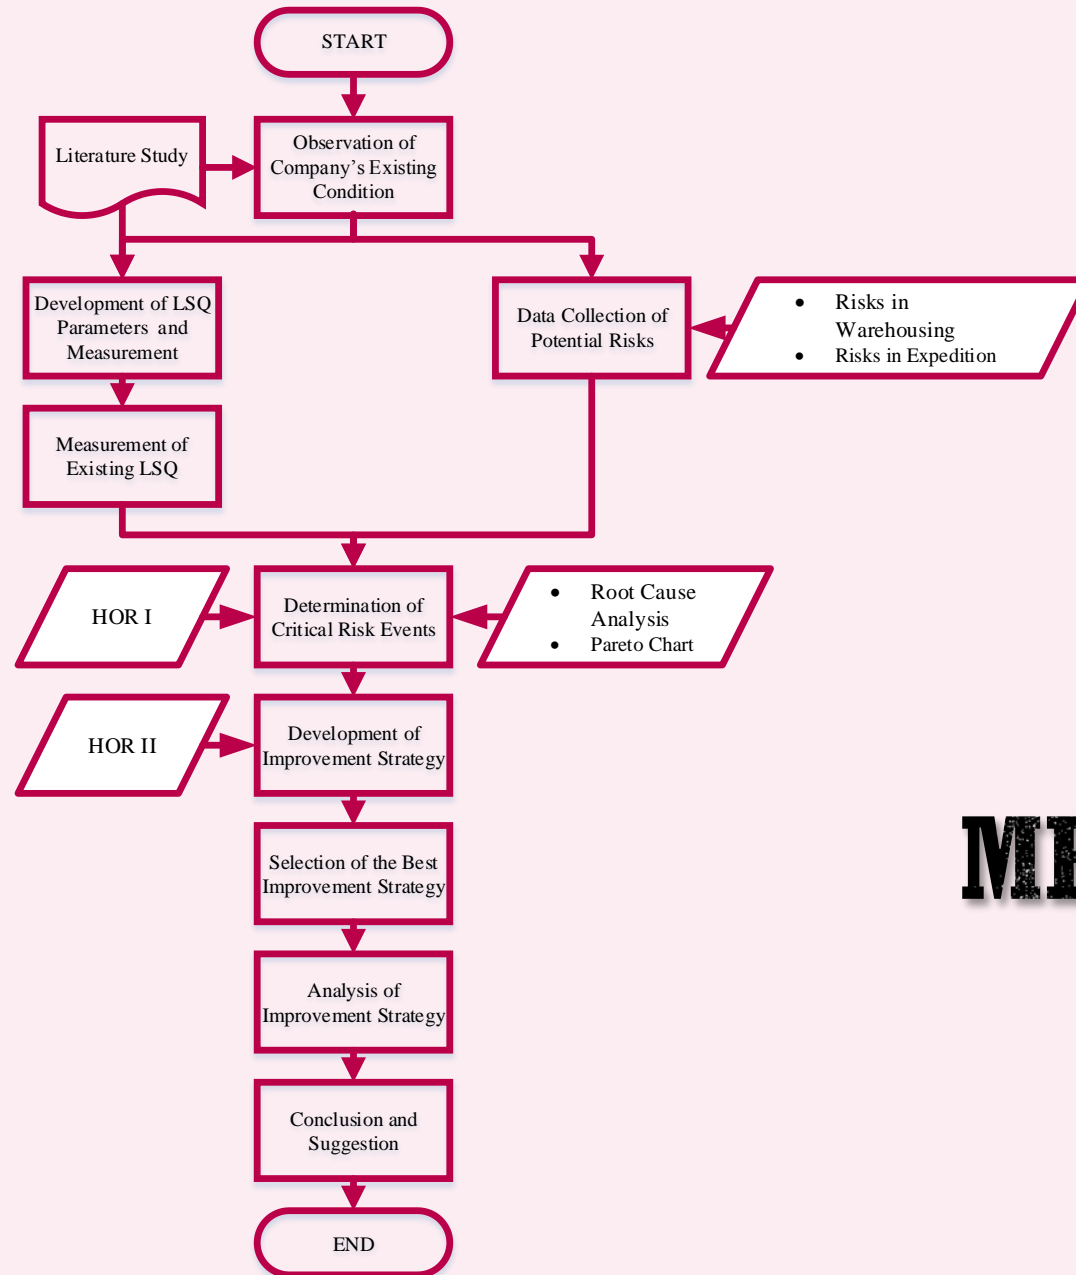 START
Literature Study
Observation of
Company's Existing
Condition
Development of LSQ
Parameters and
Measurement
Data Collection of
Potential Risks
• Risks in
Warehousing
• Risks in Expedition
Measurement of
Existing LSQ
HOR I
Determination of
Critical Risk Events
• Root Cause
Analysis
• Pareto Chart
HOR II
Development of
Improvement Strategy
Selection of the Best
Improvement Strategy
Analysis of
Improvement Strategy
Conclusion and
Suggestion
END